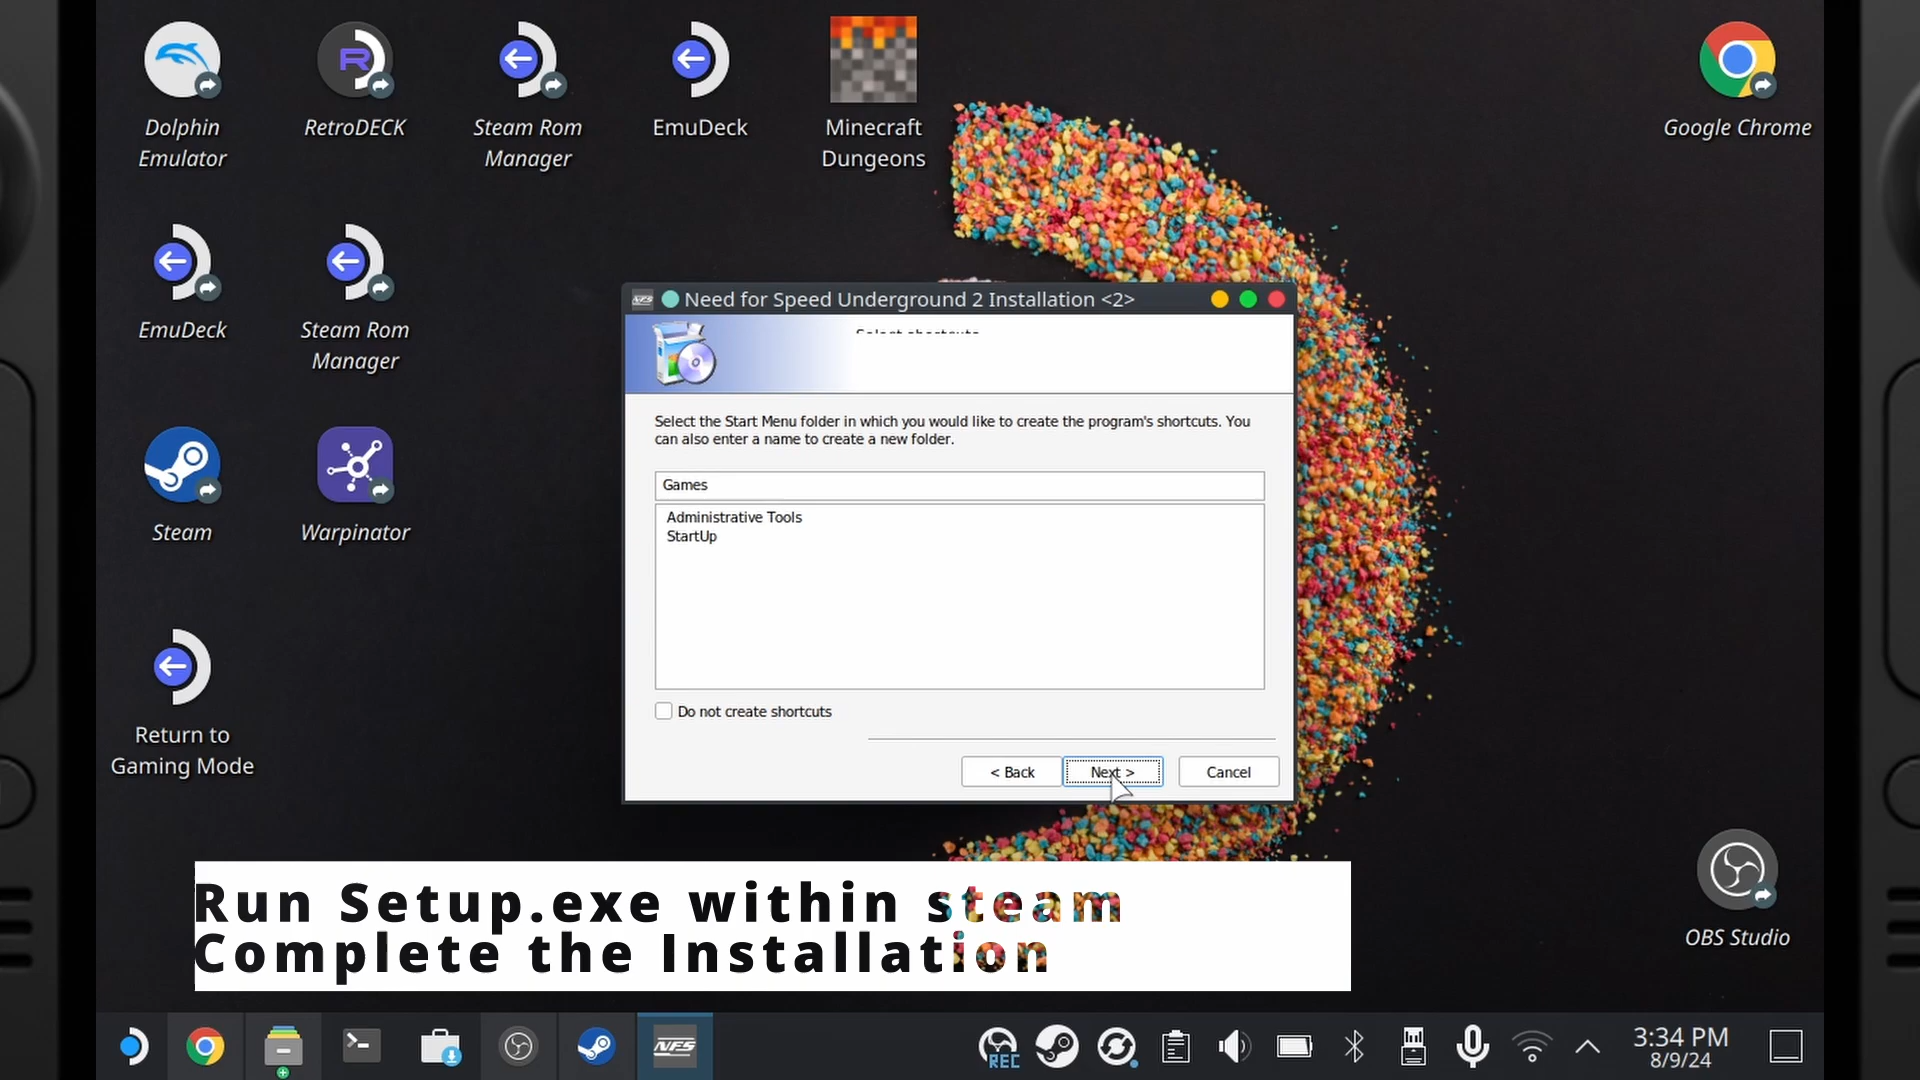 Dolphin
Emulator
RetroDECK
Steam Rom
Manager
EmuDeck
Minecraft
Dungeons
Google Chrome
EmuDeck
Steam Rom
Manager
Steam
Warpinator
Return to
Gaming Mode
NFS
Need for Speed Underground 2 Installation <2>
Select shortcuts
Select the Start Menu folder in which you would like to create the program's shortcuts. You
can also enter a name to create a new folder.
Games
Administrative Tools
StartUp
Do not create shortcuts
< Back
Next >
Cancel
OBS Studio
Run Setup.exe within steam
Complete the Installation
NFS
REC
3:34 PM
8/9/24